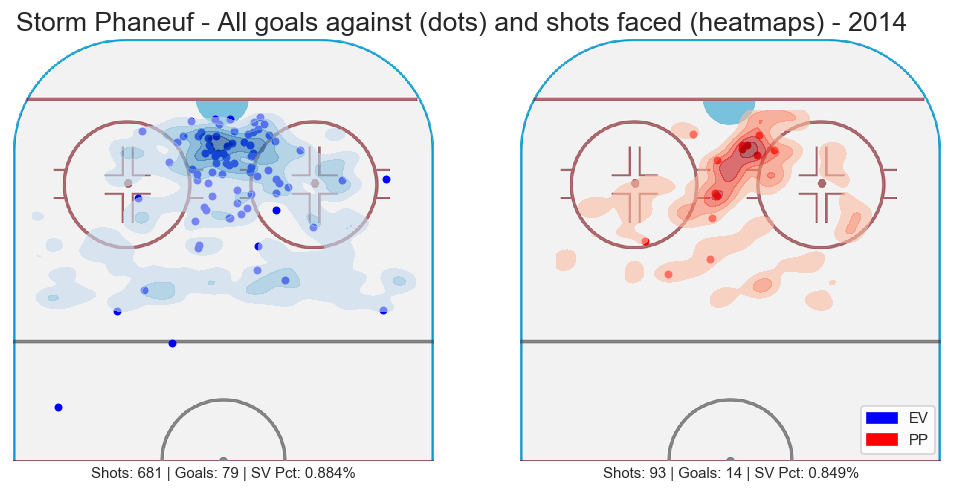 Storm Phaneuf - All goals against (dots) and shots faced (heatmaps) - 2014
EV
PP
Shots: 681 | Goals: 79 | SV Pct: 0.884%
Shots: 93 | Goals: 14 | SV Pct: 0.849%